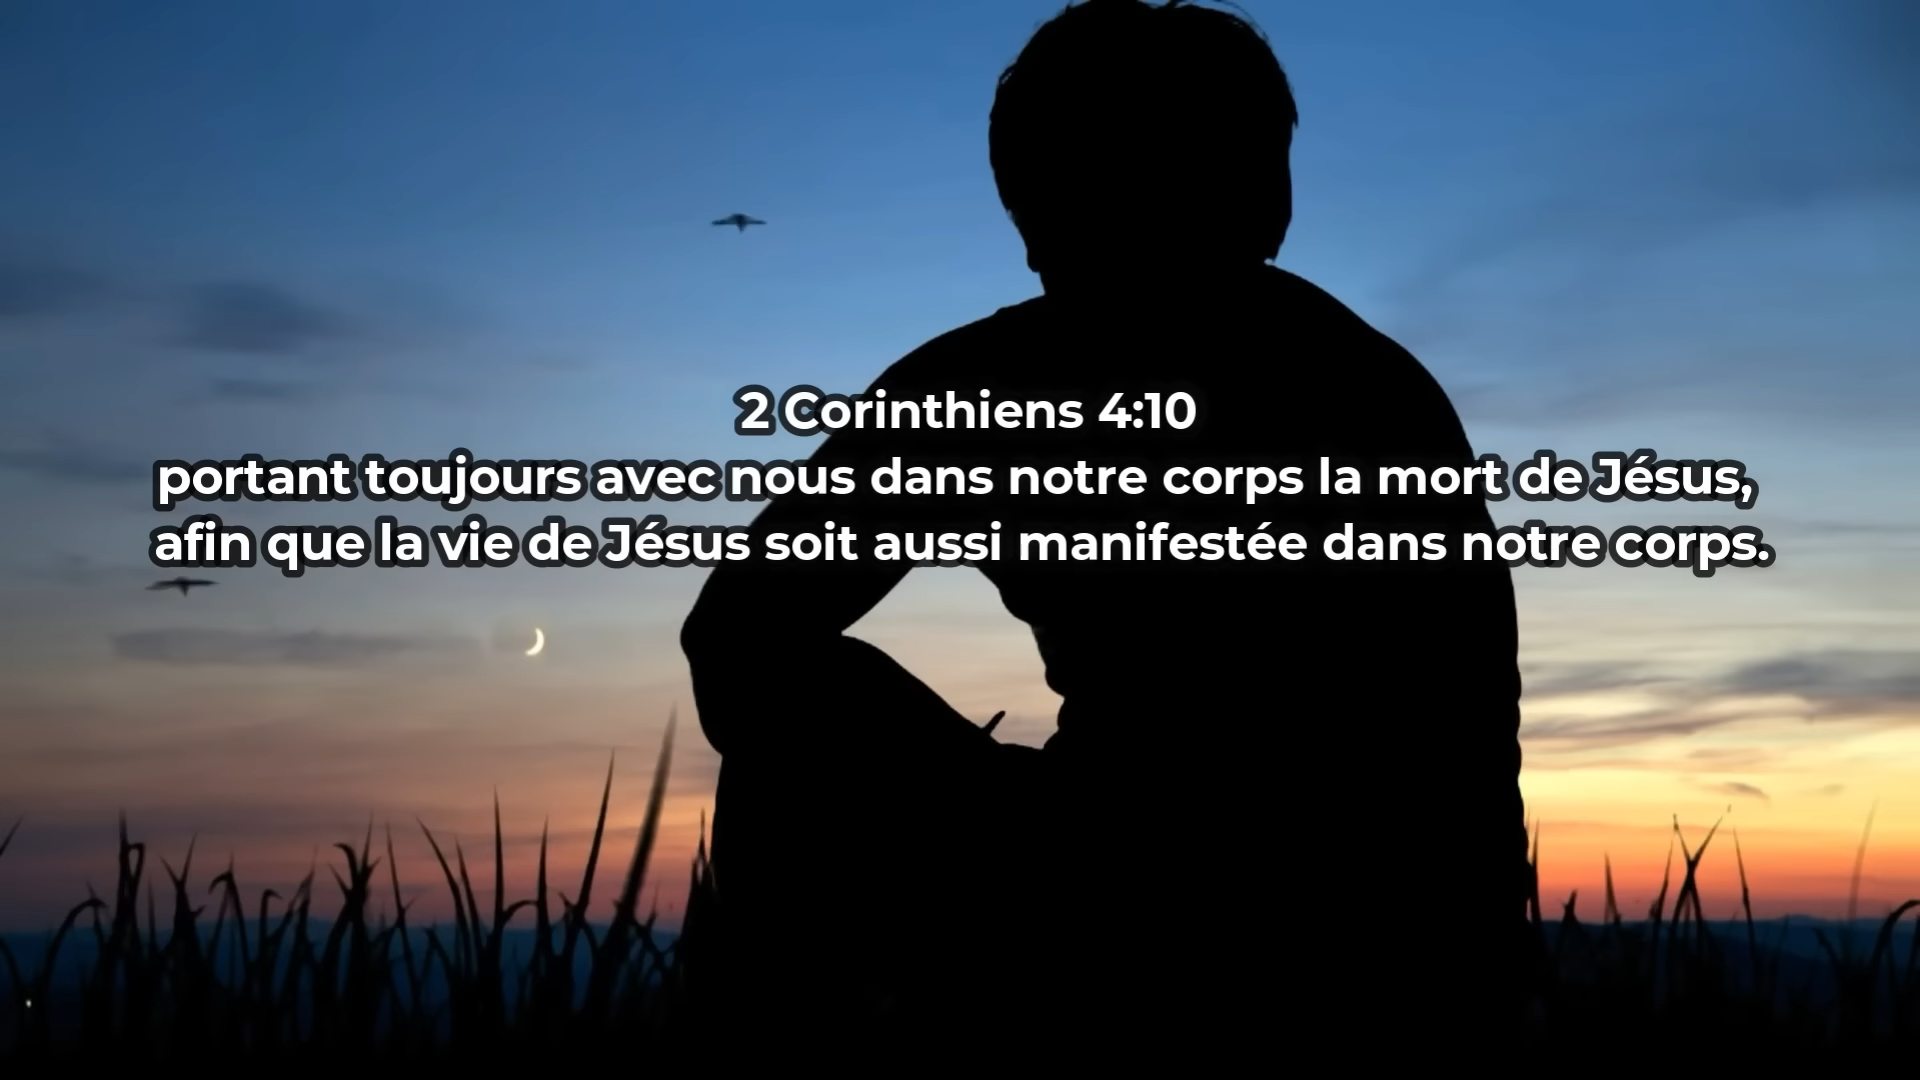 2 Corinthiens 4:10
portant toujours avec nous dans notre corps la mort de Jésus,
afin que la vie de Jésus soit aussi manifestée dans notre corps.